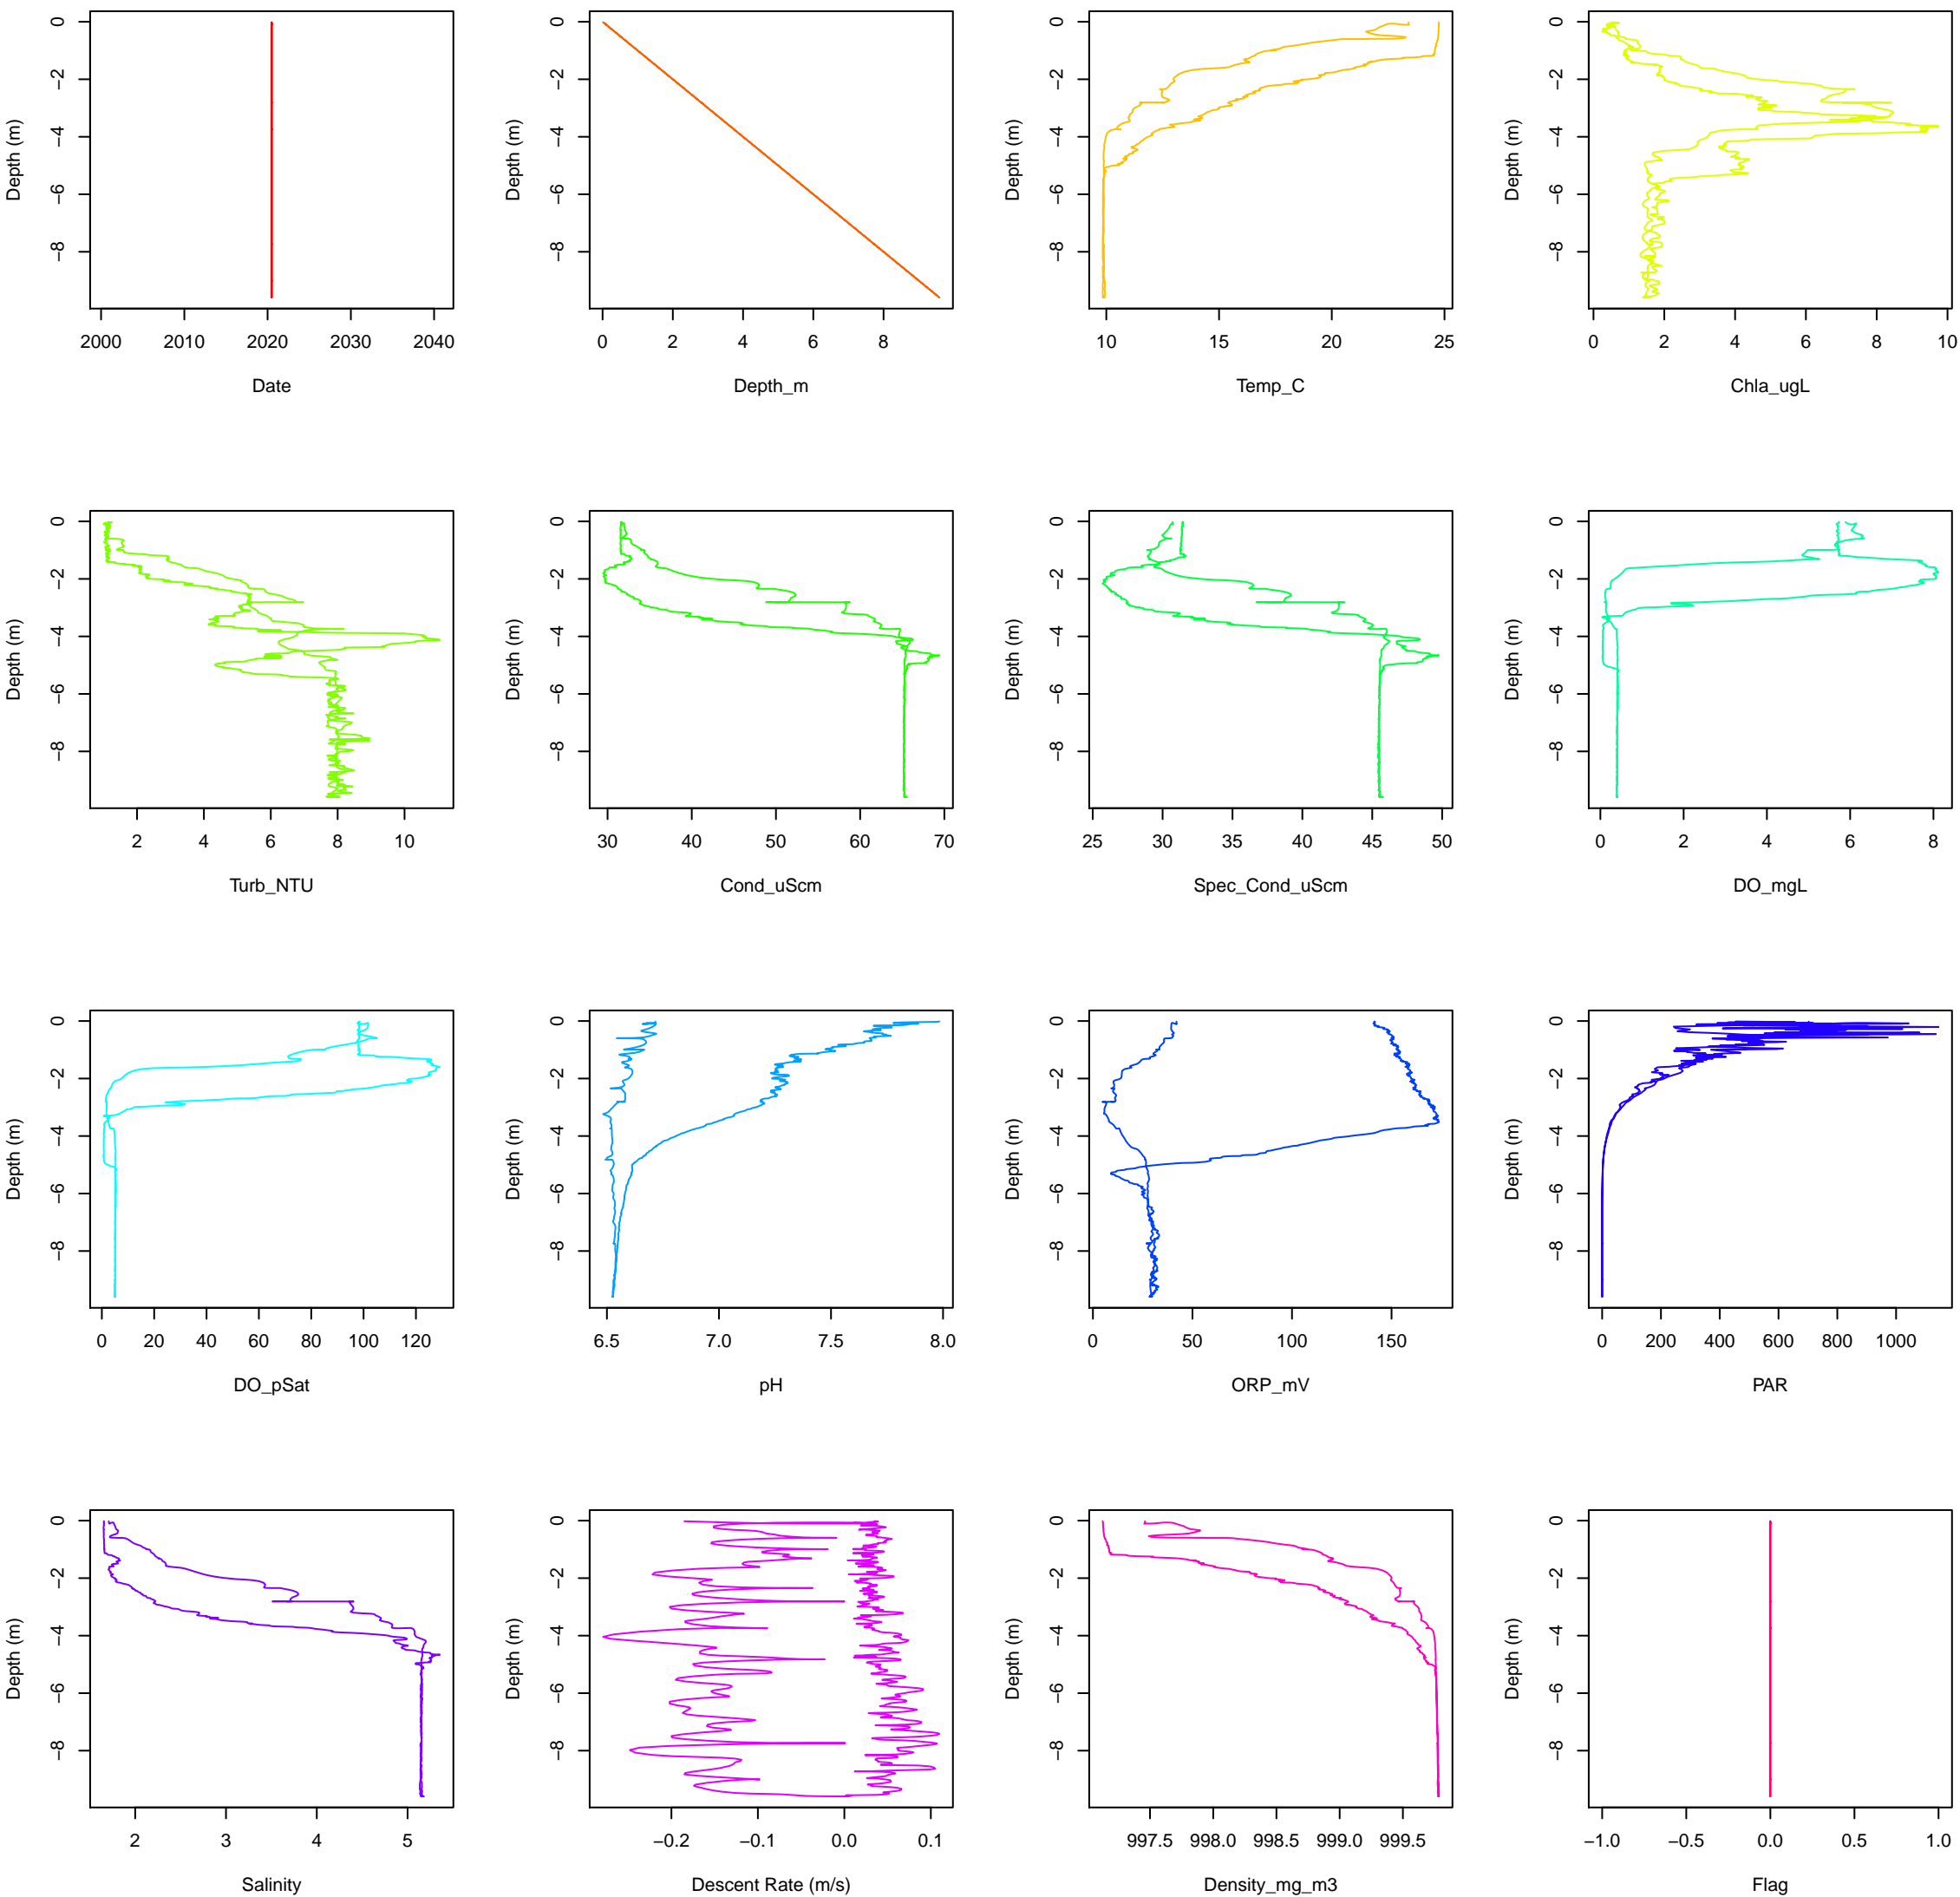 0 0 0 0
−2 −2 −2 −2
Depth (m) Depth (m) Depth (m) Depth (m)
−4 −4 −4 −4
−6 −6 −6 −6
−8 −8 −8 −8
2000 2010 2020 2030 2040 0 2 4 6 8 10 15 20 25 0 2 4 6 8 10
Date Depth_m Temp_C Chla_ugL
0 0 0 0
−2 −2 −2 −2
Depth (m) Depth (m) Depth (m) Depth (m)
−4 −4 −4 −4
−6 −6 −6 −6
−8 −8 −8 −8
2 4 6 8 10 30 40 50 60 70 25 30 35 40 45 50 0 2 4 6 8
Turb_NTU Cond_uScm Spec_Cond_uScm DO_mgL
0 0 0 0
−2 −2 −2 −2
Depth (m) Depth (m) Depth (m) Depth (m)
−4 −4 −4 −4
−6 −6 −6 −6
−8 −8 −8 −8
0 20 40 60 80 100 120 6.5 7.0 7.5 8.0 0 50 100 150 0 200 400 600 800 1000
DO_pSat pH ORP_mV PAR
0 0 0 0
−2 −2 −2 −2
Depth (m) Depth (m) Depth (m) Depth (m)
−4 −4 −4 −4
−6 −6 −6 −6
−8 −8 −8 −8
2 3 4 5 −0.2 −0.1 0.0 0.1 997.5 998.0 998.5 999.0 999.5 −1.0 −0.5 0.0 0.5 1.0
Salinity Descent Rate (m/s) Density_mg_m3 Flag